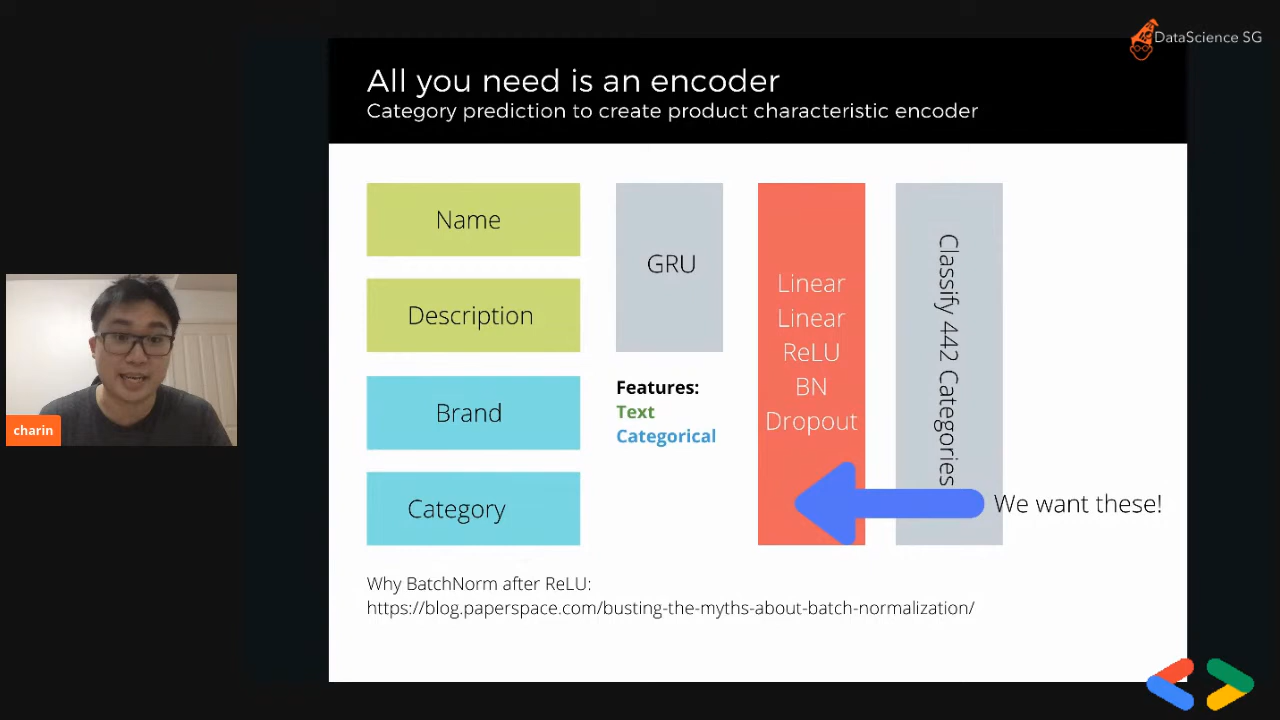 DataScience SG
All you need is an encoder
Category prediction to create product characteristic encoder
Name
Description
Brand
Category
GRU
Features:
Text
Categorical
Linear
Linear
ReLU
BN
Dropout
Classify 442 Categories
We want these!
Why BatchNorm after ReLU:
https://blog.paperspace.com/busting-the-myths-about-batch-normalization/
charin